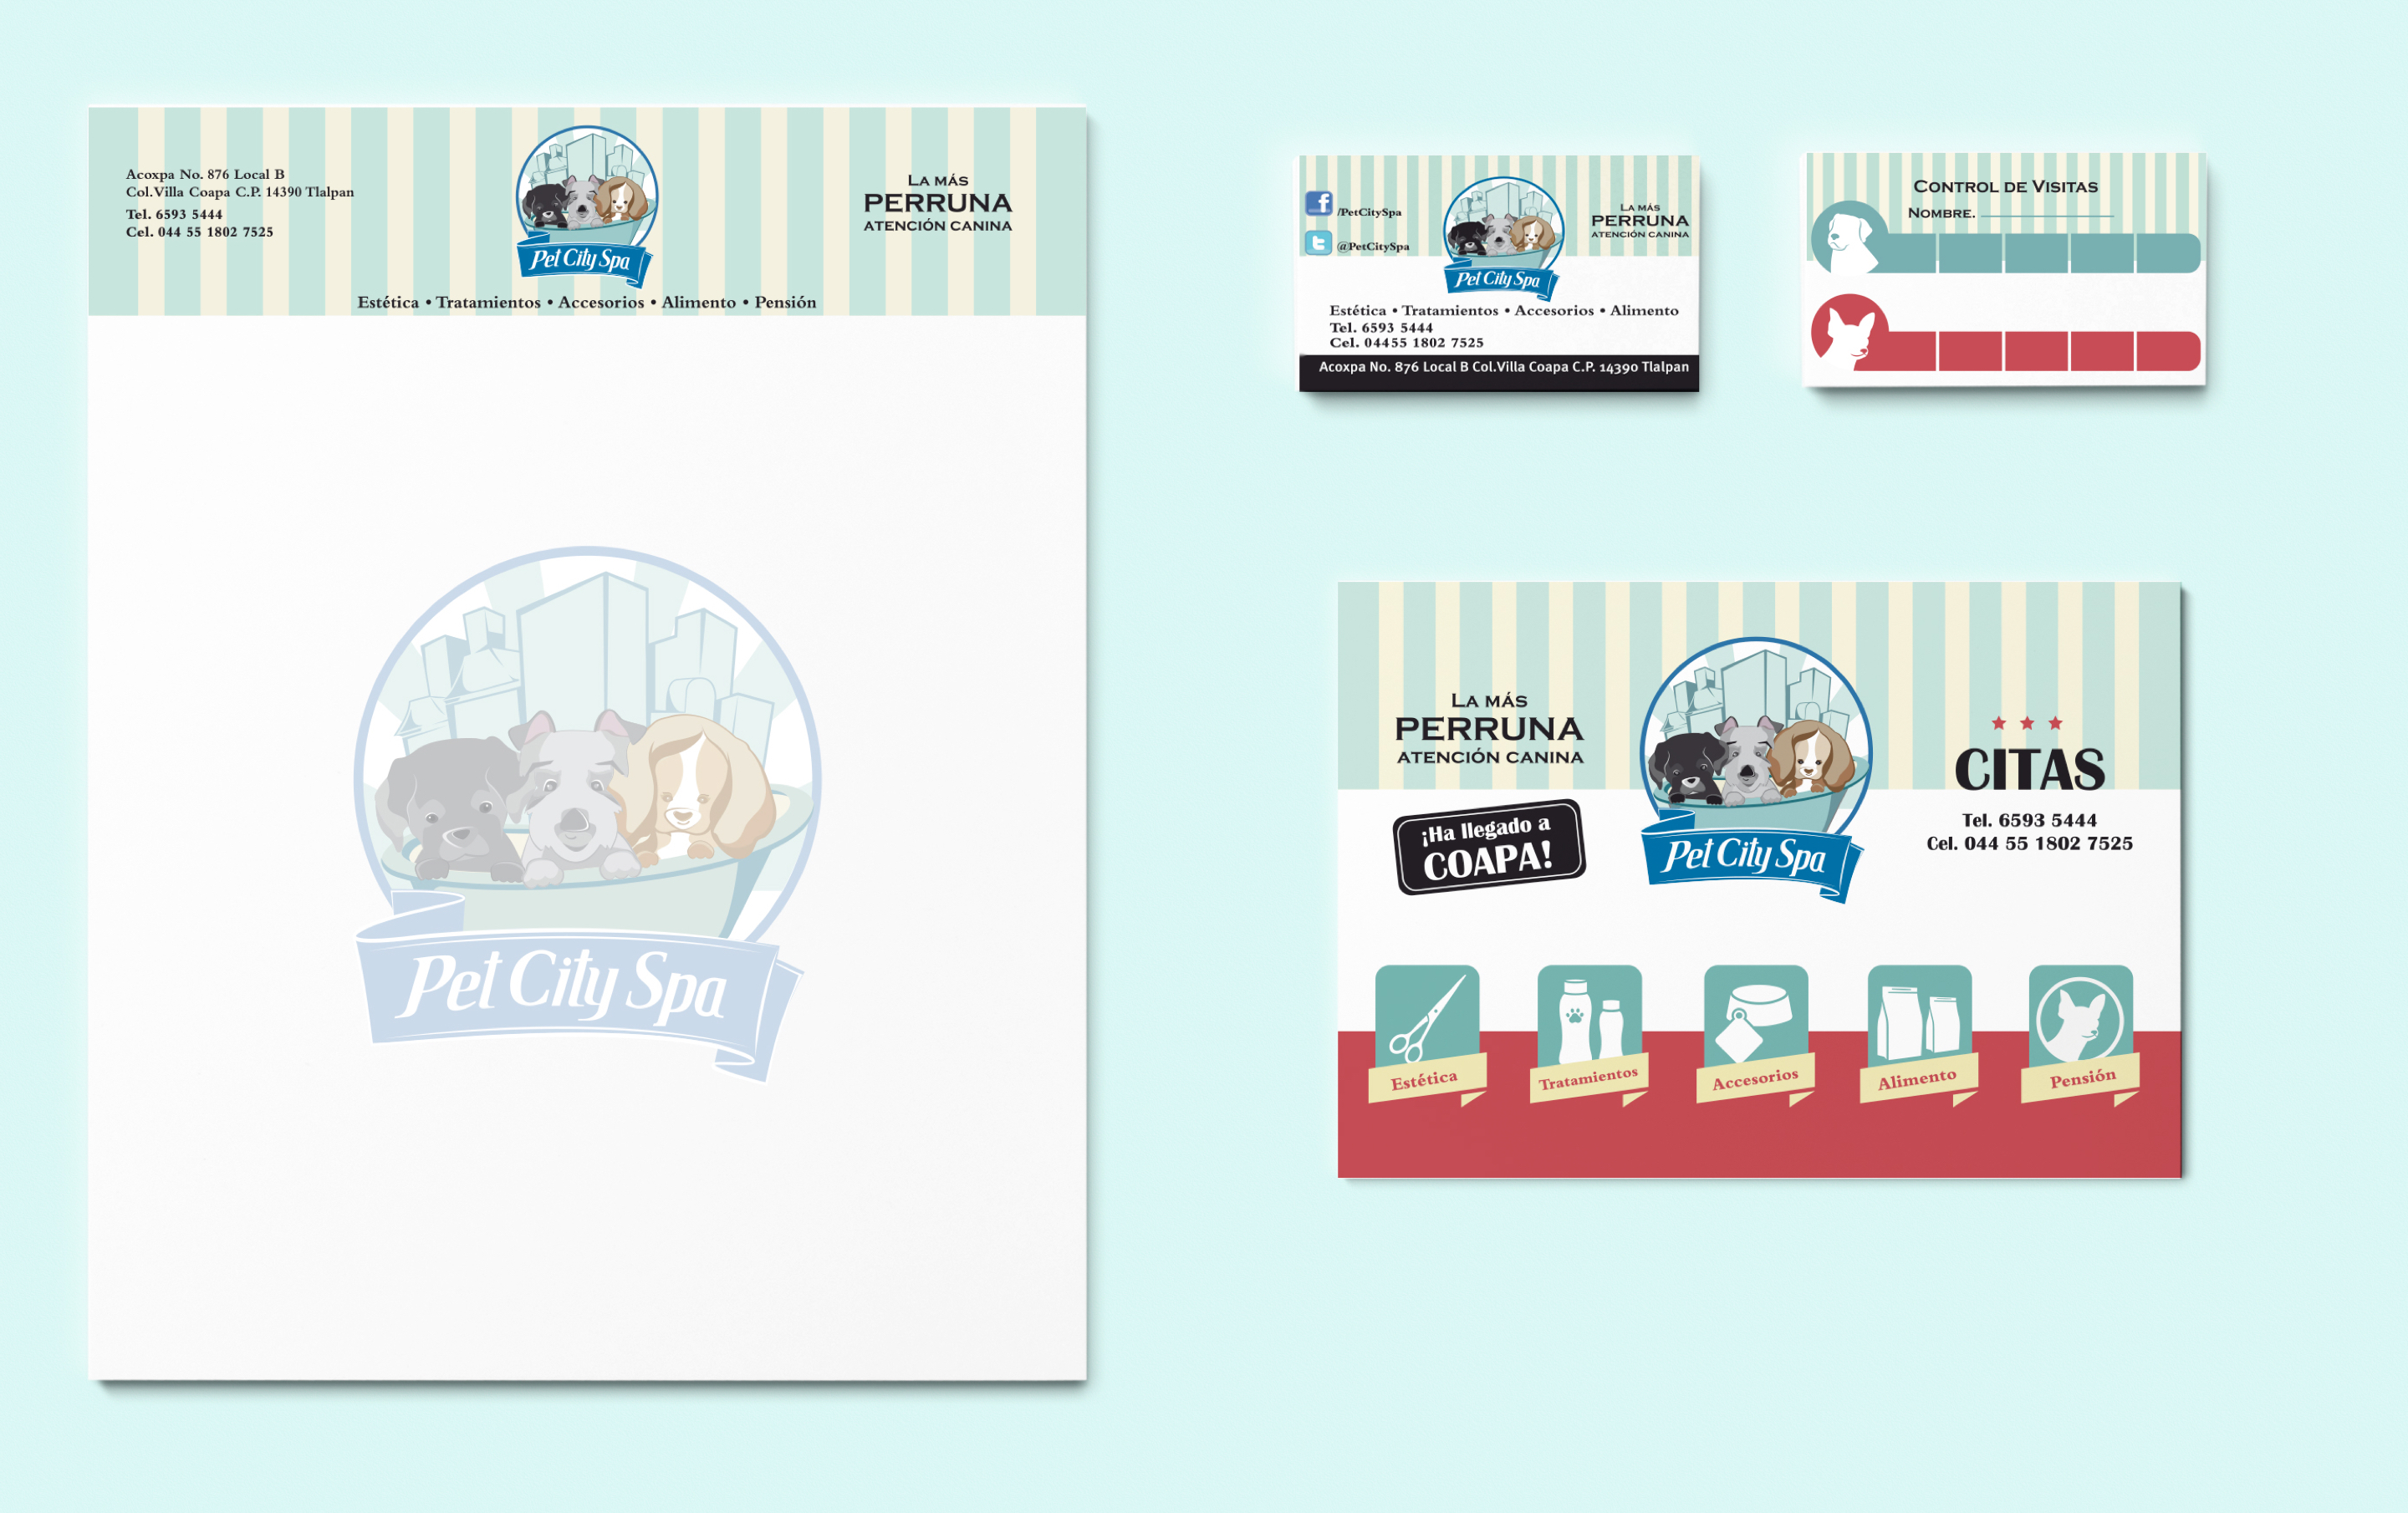 Acoxpa No. 876 Local B
Col.Villa Coapa C.P. 14390 Tlalpan
Tel. 6593 5444
Cel. 044 55 1802 7525
Pet City Spa
LA MÁS
PERRUNA
ATENCIÓN CANINA
Estética • Tratamientos • Accesorios • Alimento • Pensión
Pet City Spa
f /PetCitySpa
t @PetCitySpa
Pet City Spa
LA MÁS
PERRUNA
ATENCIÓN CANINA
Estética • Tratamientos • Accesorios • Alimento
Tel. 6593 5444
Cel. 04455 1802 7525
Acoxpa No. 876 Local B Col.Villa Coapa C.P. 14390 Tlalpan
CONTROL DE VISITAS
NOMBRE.
LA MÁS
PERRUNA
ATENCIÓN CANINA
¡Ha llegado a
COAPA!
Pet City Spa
CITAS
Tel. 6593 5444
Cel. 044 55 1802 7525
Estética
Tratamientos
Accesorios
Alimento
Pensión